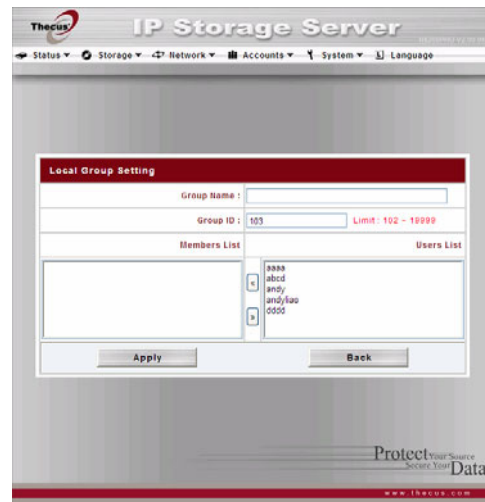 Thecus
IP Storage Server
Status Storage Network Accounts System Language
Local Group Setting
Group Name :
Group ID : 103 Limit : 102 ~ 19999
Members List Users List
aaaa
abcd
andy
andyliao
dddd
«
»
Apply Back
Protect Your Source
Secure Your Data
www.thecus.com